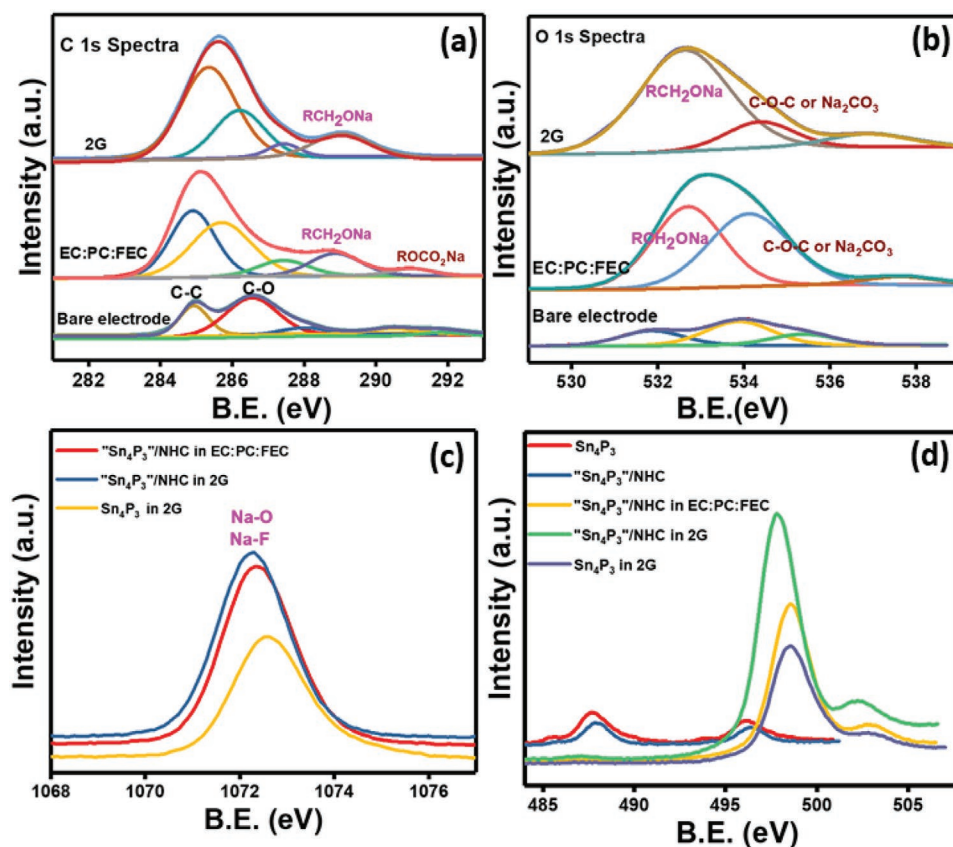 (a)
C 1s Spectra
RCH₂ONa
2G
RCH₂ONa
ROCO₂Na
EC:PC:FEC
C-C
C-O
Bare electrode
Intensity (a.u.)
282 284 286 288 290 292
B.E. (eV)
(b)
O 1s Spectra
RCH₂ONa
C-O-C or Na₂CO₃
2G
RCH₂ONa
C-O-C or Na₂CO₃
EC:PC:FEC
Bare electrode
Intensity (a.u.)
530 532 534 536 538
B.E.(eV)
(c)
"Sn₄P₃"/NHC in EC:PC:FEC
"Sn₄P₃"/NHC in 2G
Sn₄P₃ in 2G
Na-O
Na-F
Intensity (a.u.)
1068 1070 1072 1074 1076
B.E. (eV)
(d)
Sn₄P₃
"Sn₄P₃"/NHC
"Sn₄P₃"/NHC in EC:PC:FEC
"Sn₄P₃"/NHC in 2G
Sn₄P₃ in 2G
Intensity (a.u.)
485 490 495 500 505
B.E. (eV)